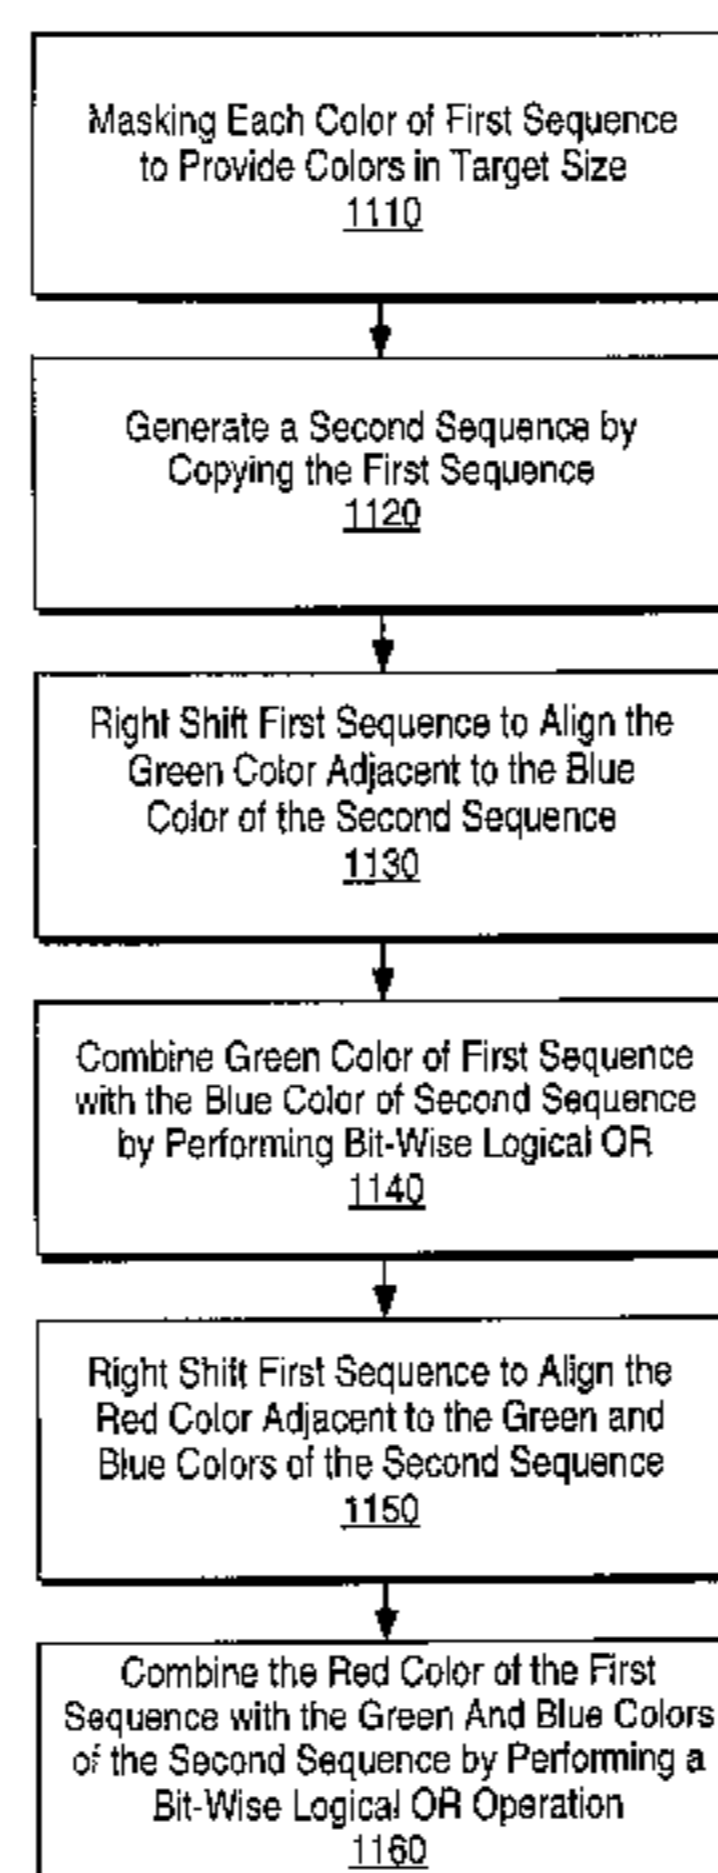 Masking Each Color of First Sequence
to Provide Colors in Target Size
1110
Generate a Second Sequence by
Copying the First Sequence
1120
Right Shift First Sequence to Align the
Green Color Adjacent to the Blue
Color of the Second Sequence
1130
Combine Green Color of First Sequence
with the Blue Color of Second Sequence
by Performing Bit-Wise Logical OR
1140
Right Shift First Sequence to Align the
Red Color Adjacent to the Green and
Blue Colors of the Second Sequence
1150
Combine the Red Color of the First
Sequence with the Green And Blue Colors
of the Second Sequence by Performing a
Bit-Wise Logical OR Operation
1160